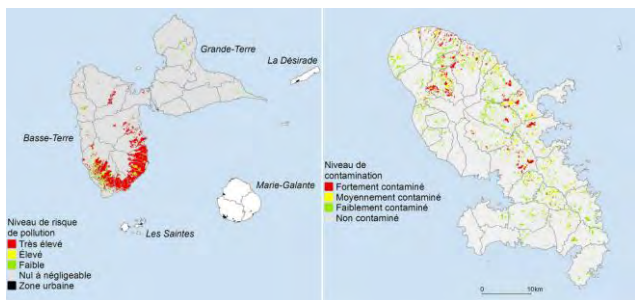 Grande-Terre
La Désirade
Basse-Terre
Marie-Galante
Les Saintes
Niveau de risque
de pollution
Très élevé
Élevé
Faible
Nul à négligeable
Zone urbaine
Niveau de
contamination
Fortement contaminé
Moyennement contaminé
Faiblement contaminé
Non contaminé
0 10km